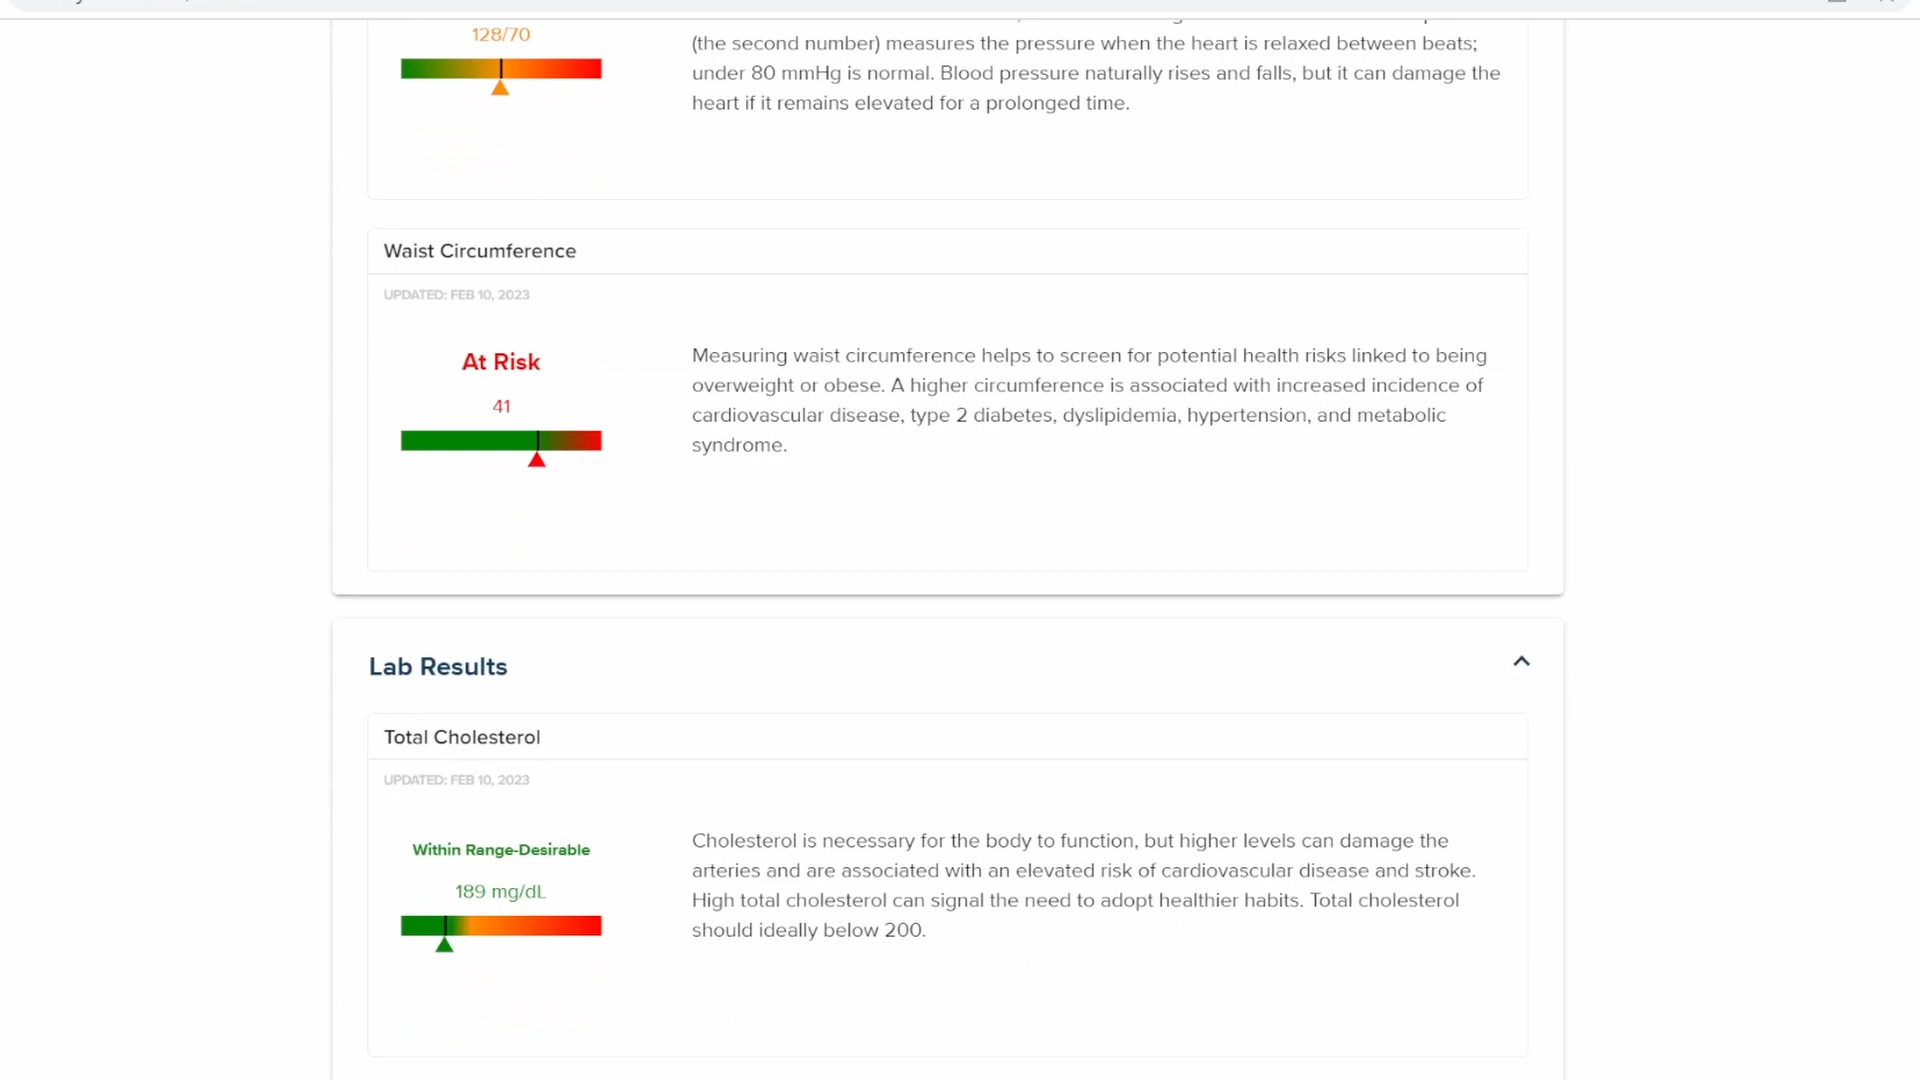 128/70
(the second number) measures the pressure when the heart is relaxed between beats;
under 80 mmHg is normal. Blood pressure naturally rises and falls, but it can damage the
heart if it remains elevated for a prolonged time.
Waist Circumference
UPDATED: FEB 10, 2023
At Risk
41
Measuring waist circumference helps to screen for potential health risks linked to being
overweight or obese. A higher circumference is associated with increased incidence of
cardiovascular disease, type 2 diabetes, dyslipidemia, hypertension, and metabolic
syndrome.
Lab Results
Total Cholesterol
UPDATED: FEB 10, 2023
Within Range-Desirable
189 mg/dL
Cholesterol is necessary for the body to function, but higher levels can damage the
arteries and are associated with an elevated risk of cardiovascular disease and stroke.
High total cholesterol can signal the need to adopt healthier habits. Total cholesterol
should ideally below 200.